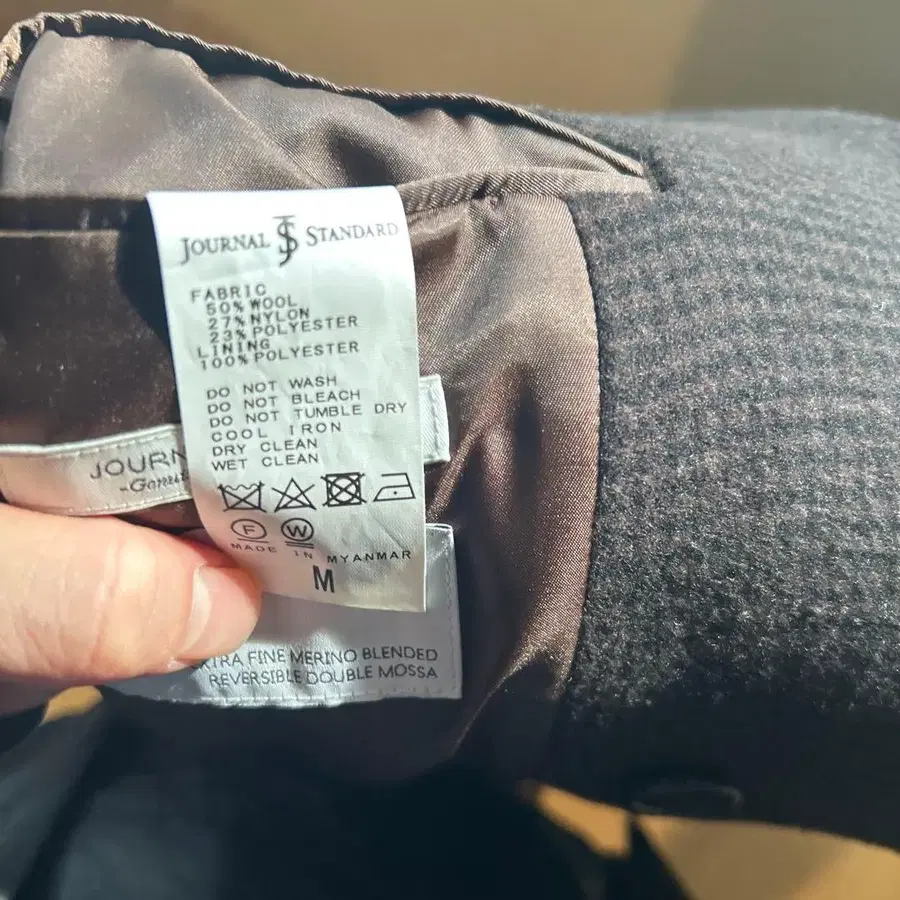 JOURNAL STANDARD
FABRIC
50% WOOL
27% NYLON
23% POLYESTER
LINING
100% POLYESTER
DO NOT WASH
DO NOT BLEACH
DO NOT TUMBLE DRY
COOL IRON
DRY CLEAN
WET CLEAN
F W
MADE IN MYANMAR
M
JOURN
EXTRA FINE MERINO BLENDED
REVERSIBLE DOUBLE MOSSA